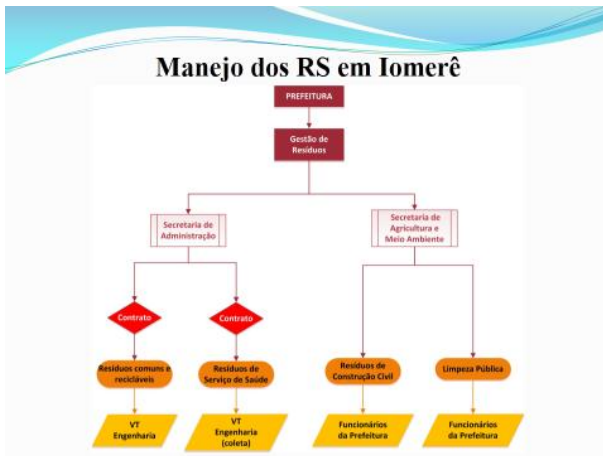 Manejo dos RS em Iomerê
PREFEITURA
Gestão de
Resíduos
Secretaria de
Administração
Secretaria de
Agricultura e
Meio Ambiente
Contrato
Contrato
Resíduos comuns e
recicláveis
Resíduos de
Serviço de Saúde
Resíduos de
Construção Civil
Limpeza Pública
VT
Engenharia
VT
Engenharia
(coleta)
Funcionários
da Prefeitura
Funcionários
da Prefeitura